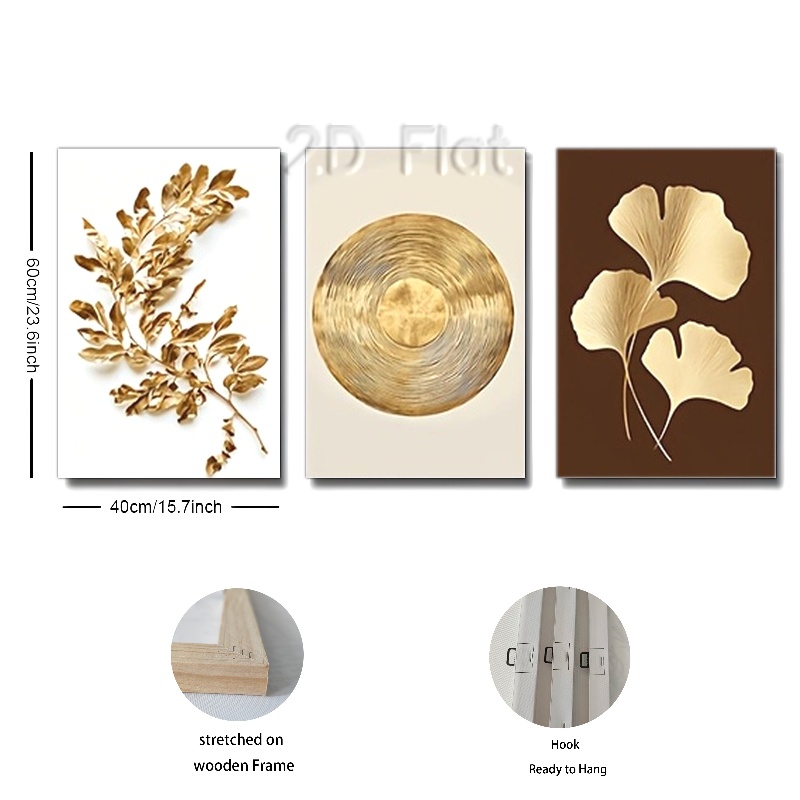 2D Flat
60cm/23.6inch
40cm/15.7inch
stretched on
wooden Frame
Hook
Ready to Hang